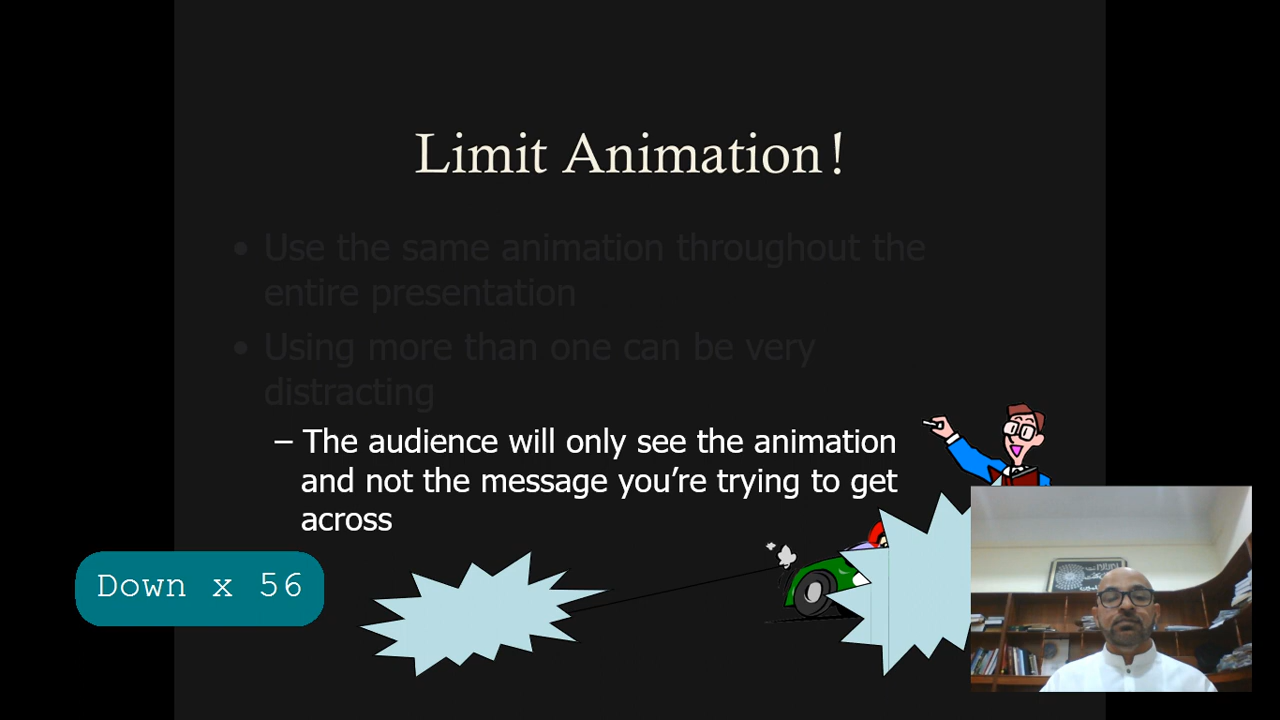 Limit Animation!
• Use the same animation throughout the
entire presentation
• Using more than one can be very
distracting
– The audience will only see the animation
and not the message you’re trying to get
across
Down x 56